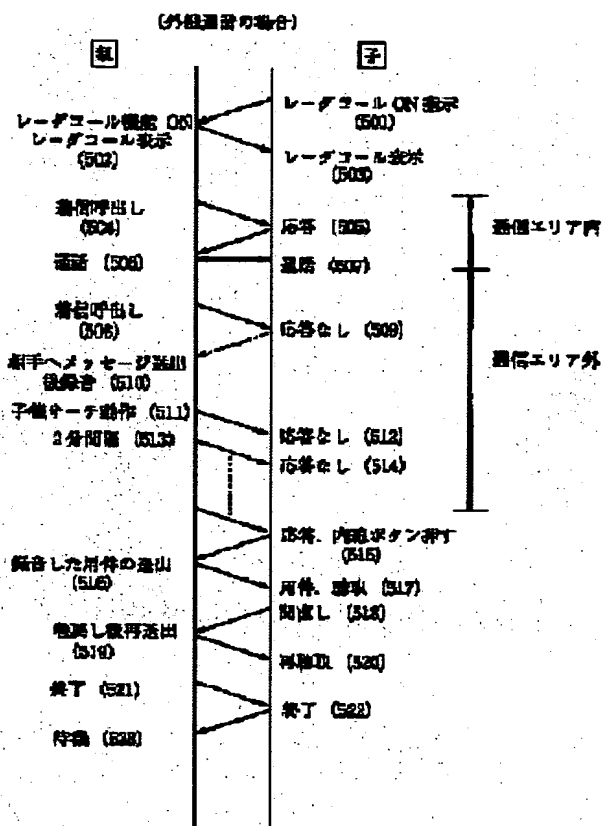 (外線着信の場合)
親
子
レーダコール ON 表示
(501)
レーダコール機能 ON
レーダコール表示
(502)
レーダコール表示
(503)
着信呼出し
(504)
応答 (505)
通話 (506)
通話 (507)
通信エリア内
着信呼出し
(508)
応答なし (509)
相手へメッセージ送出
後録音 (510)
通信エリア外
子機サーチ動作 (511)
応答なし (512)
2分間隔 (513)
応答なし (514)
応答、内線ボタン押す
(515)
録音した用件の送出
(516)
用件、聴取 (517)
聞直し (518)
巻戻し後再送出
(519)
再聴取 (520)
終了 (521)
終了 (522)
待機 (523)